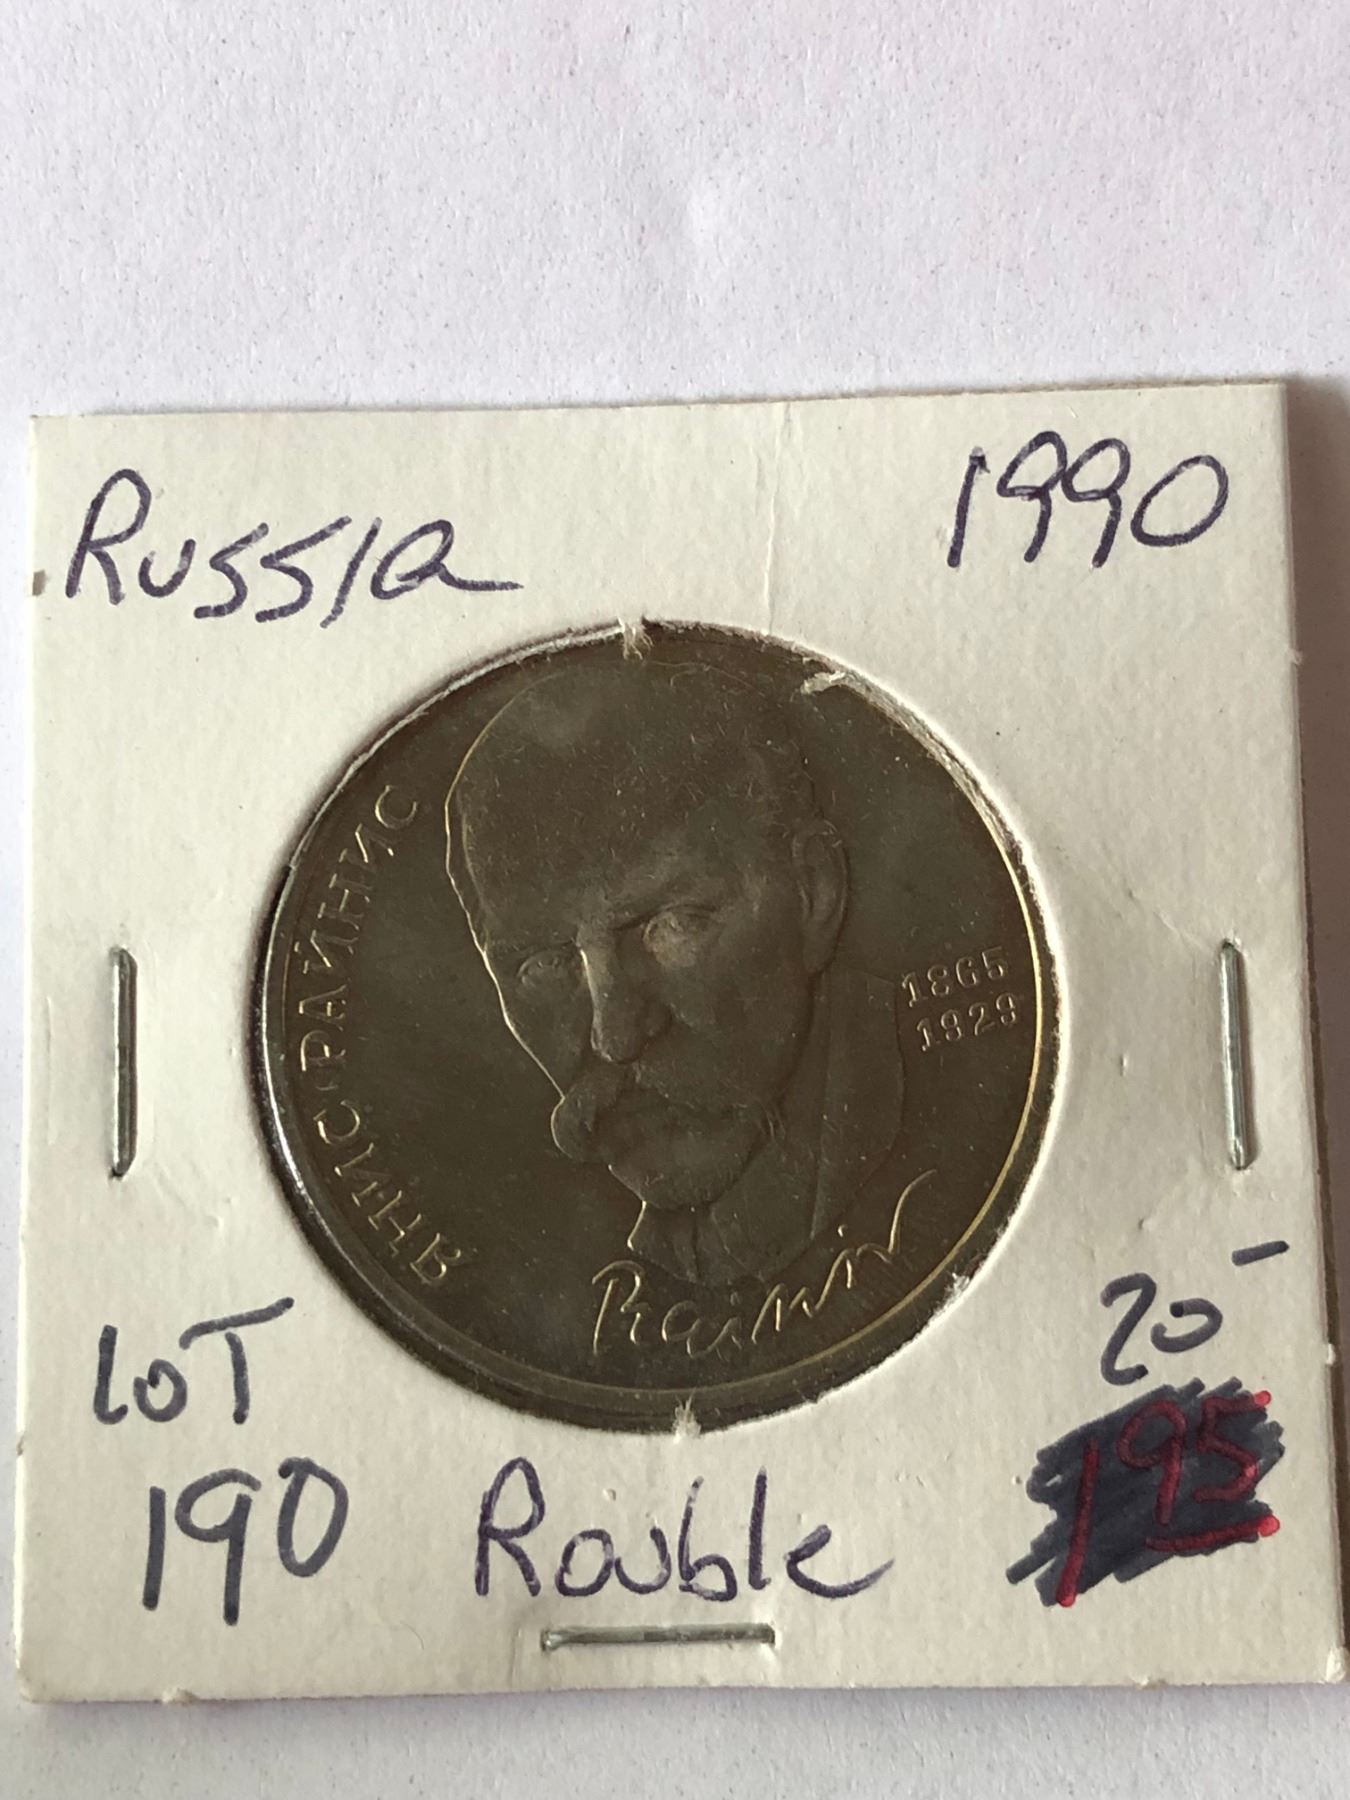 Russia
1990
ЯНИС РАЙНИС
1865
1929
Rainis
20-
LOT
190
Rouble
195